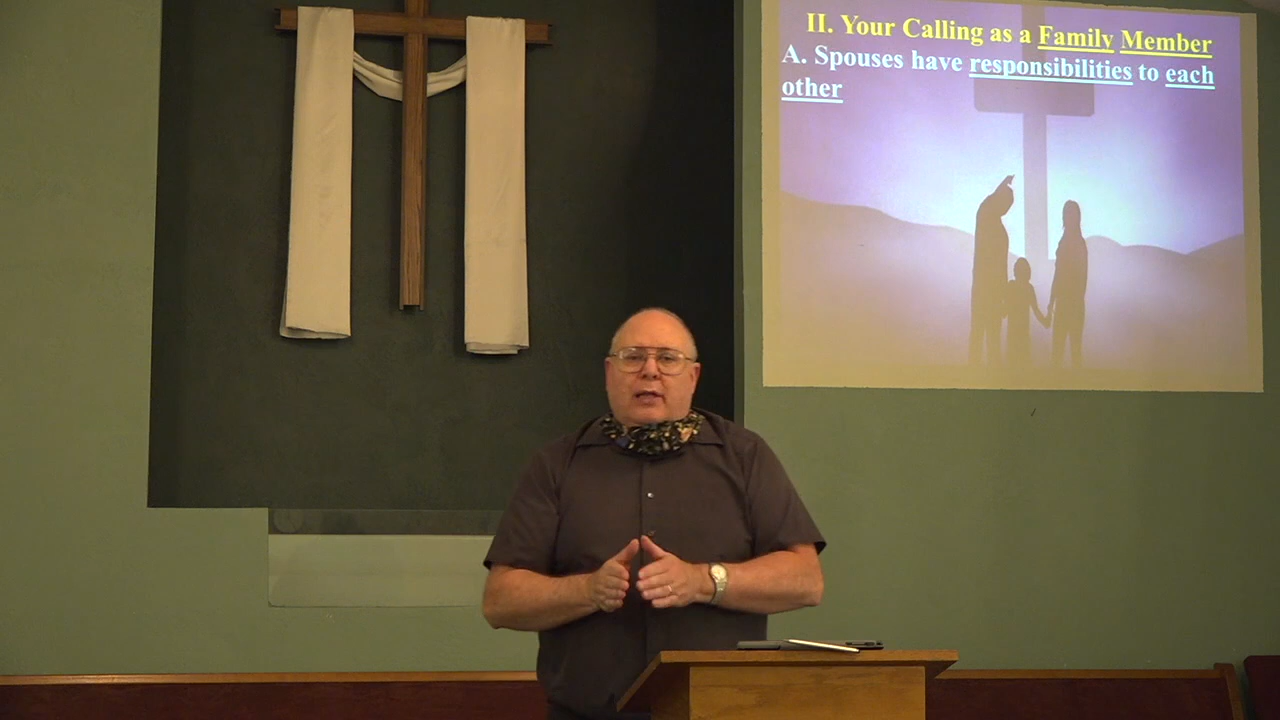 II. Your Calling as a Family Member
A. Spouses have responsibilities to each
other